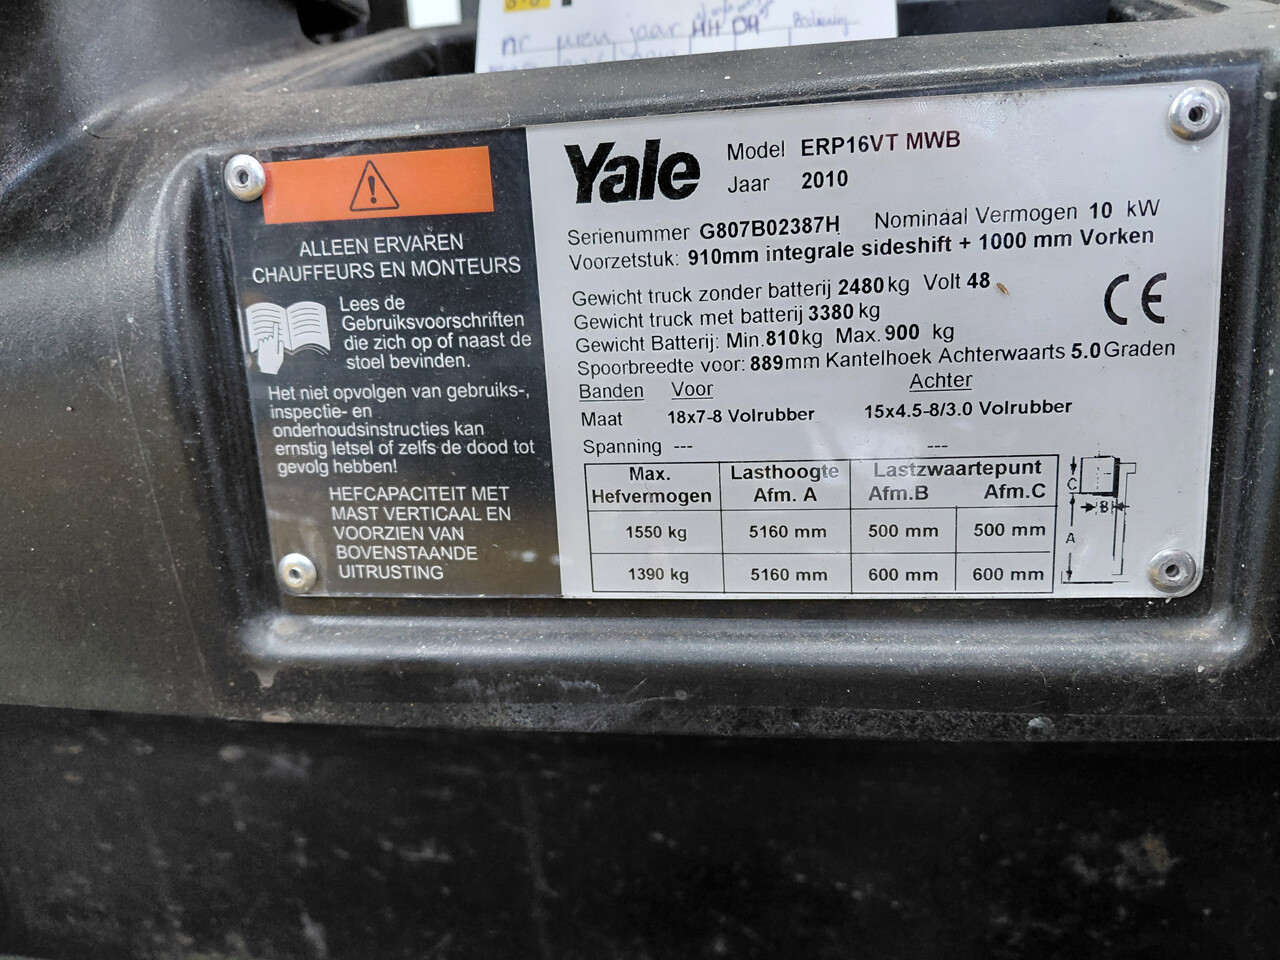 nr uren jaar HH DA
ALLEEN ERVAREN
CHAUFFEURS EN MONTEURS
Lees de
Gebruiksvoorschriften
die zich op of naast de
stoel bevinden.
Het niet opvolgen van gebruiks-,
inspectie- en
onderhoudsinstructies kan
ernstig letsel of zelfs de dood tot
gevolg hebben!
HEFCAPACITEIT MET
MAST VERTICAAL EN
VOORZIEN VAN
BOVENSTAANDE
UITRUSTING
Yale
Model ERP16VT MWB
Jaar 2010
Serienummer G807B02387H Nominaal Vermogen 10 kW
Voorzetstuk: 910mm integrale sideshift + 1000 mm Vorken
Gewicht truck zonder batterij 2480 kg Volt 48
Gewicht truck met batterij 3380 kg
Gewicht Batterij: Min. 810 kg Max. 900 kg
Spoorbreedte voor: 889mm Kantelhoek Achterwaarts 5.0 Graden
CE
Banden Voor Achter
Maat 18x7-8 Volrubber 15x4.5-8/3.0 Volrubber
Spanning --- ---
Max. Lasthoogte Lastzwaartepunt
Hefvermogen Afm. A Afm.B Afm.C
1550 kg 5160 mm 500 mm 500 mm
1390 kg 5160 mm 600 mm 600 mm
C
B
A